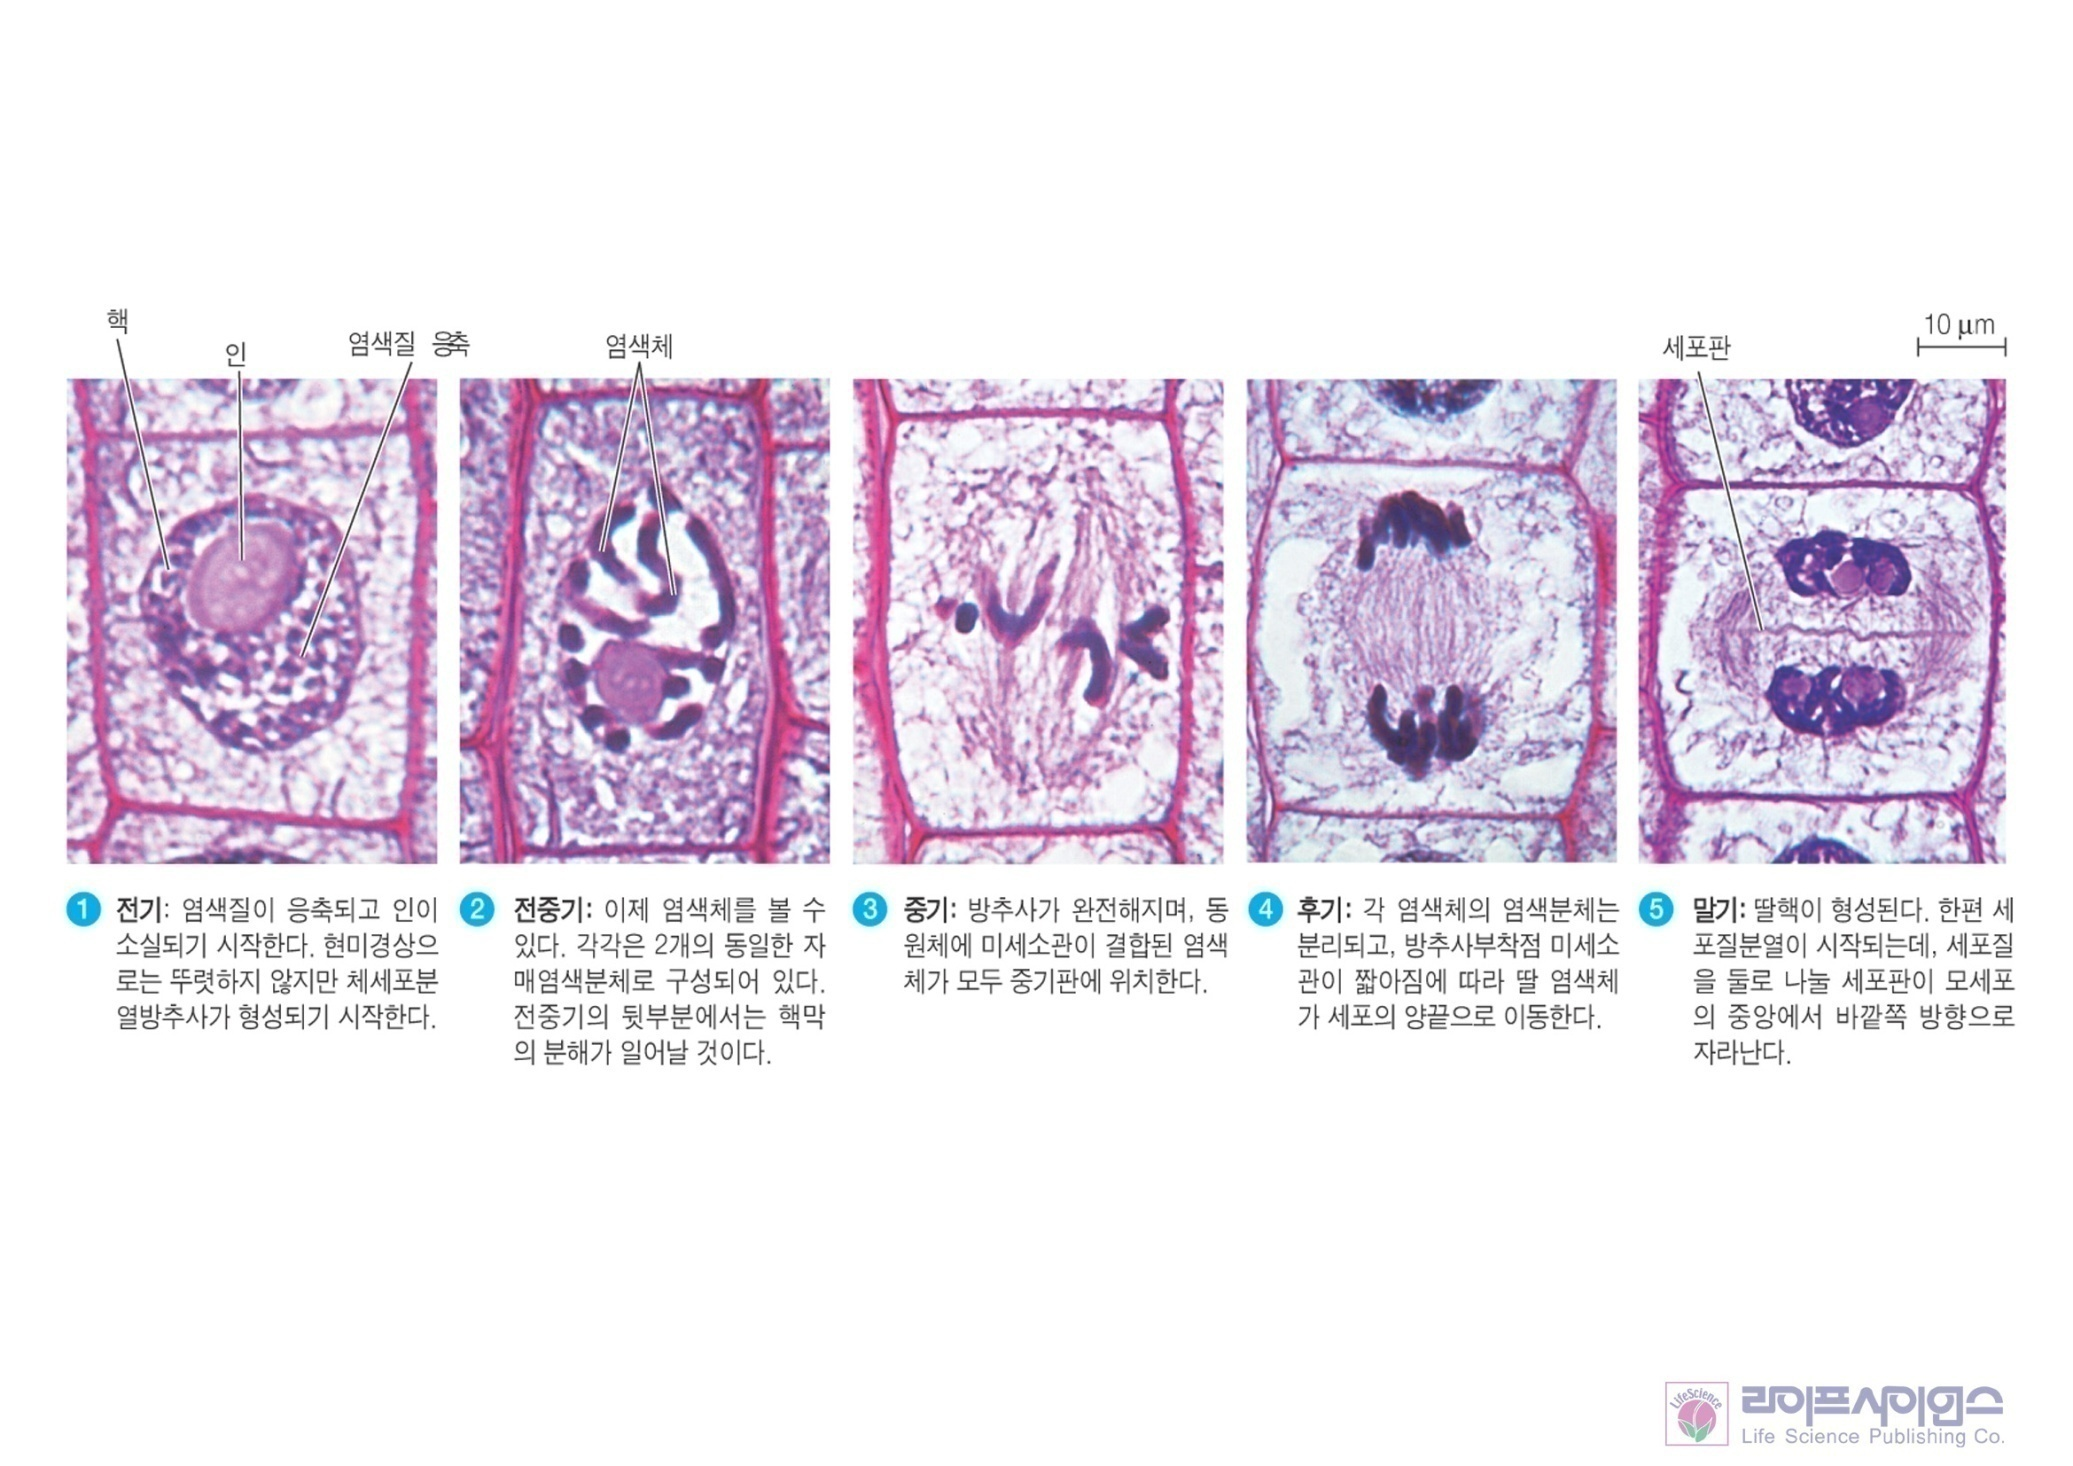 핵
인
염색질 응축
염색체
세포판
10 μm
1 전기: 염색질이 응축되고 인이
소실되기 시작한다. 현미경상으
로는 뚜렷하지 않지만 체세포분
열방추사가 형성되기 시작한다.
2 전중기: 이제 염색체를 볼 수
있다. 각각은 2개의 동일한 자
매염색분체로 구성되어 있다.
전중기의 뒷부분에서는 핵막
의 분해가 일어날 것이다.
3 중기: 방추사가 완전해지며, 동
원체에 미세소관이 결합된 염색
체가 모두 중기판에 위치한다.
4 후기: 각 염색체의 염색분체는
분리되고, 방추사부착점 미세소
관이 짧아짐에 따라 딸 염색체
가 세포의 양끝으로 이동한다.
5 말기: 딸핵이 형성된다. 한편 세
포질분열이 시작되는데, 세포질
을 둘로 나눌 세포판이 모세포
의 중앙에서 바깥쪽 방향으로
자라난다.
LifeScience
라이프사이언스
Life Science Publishing Co.